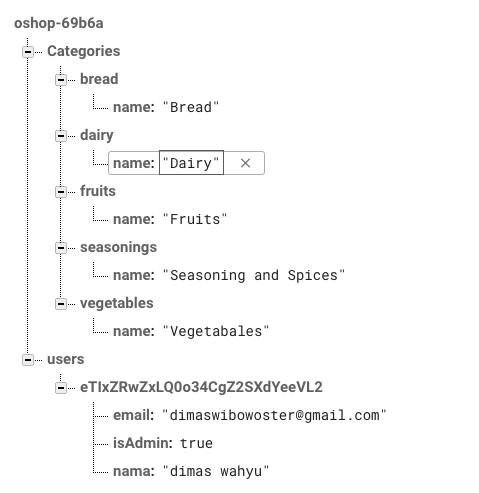 oshop-69b6a
Categories
bread
name: "Bread"
dairy
name: "Dairy" ×
fruits
name: "Fruits"
seasonings
name: "Seasoning and Spices"
vegetables
name: "Vegetabales"
users
eTIxZRwZxLQ0o34CgZ2SXdYeeVL2
email: "dimaswibowoster@gmail.com"
isAdmin: true
nama: "dimas wahyu"